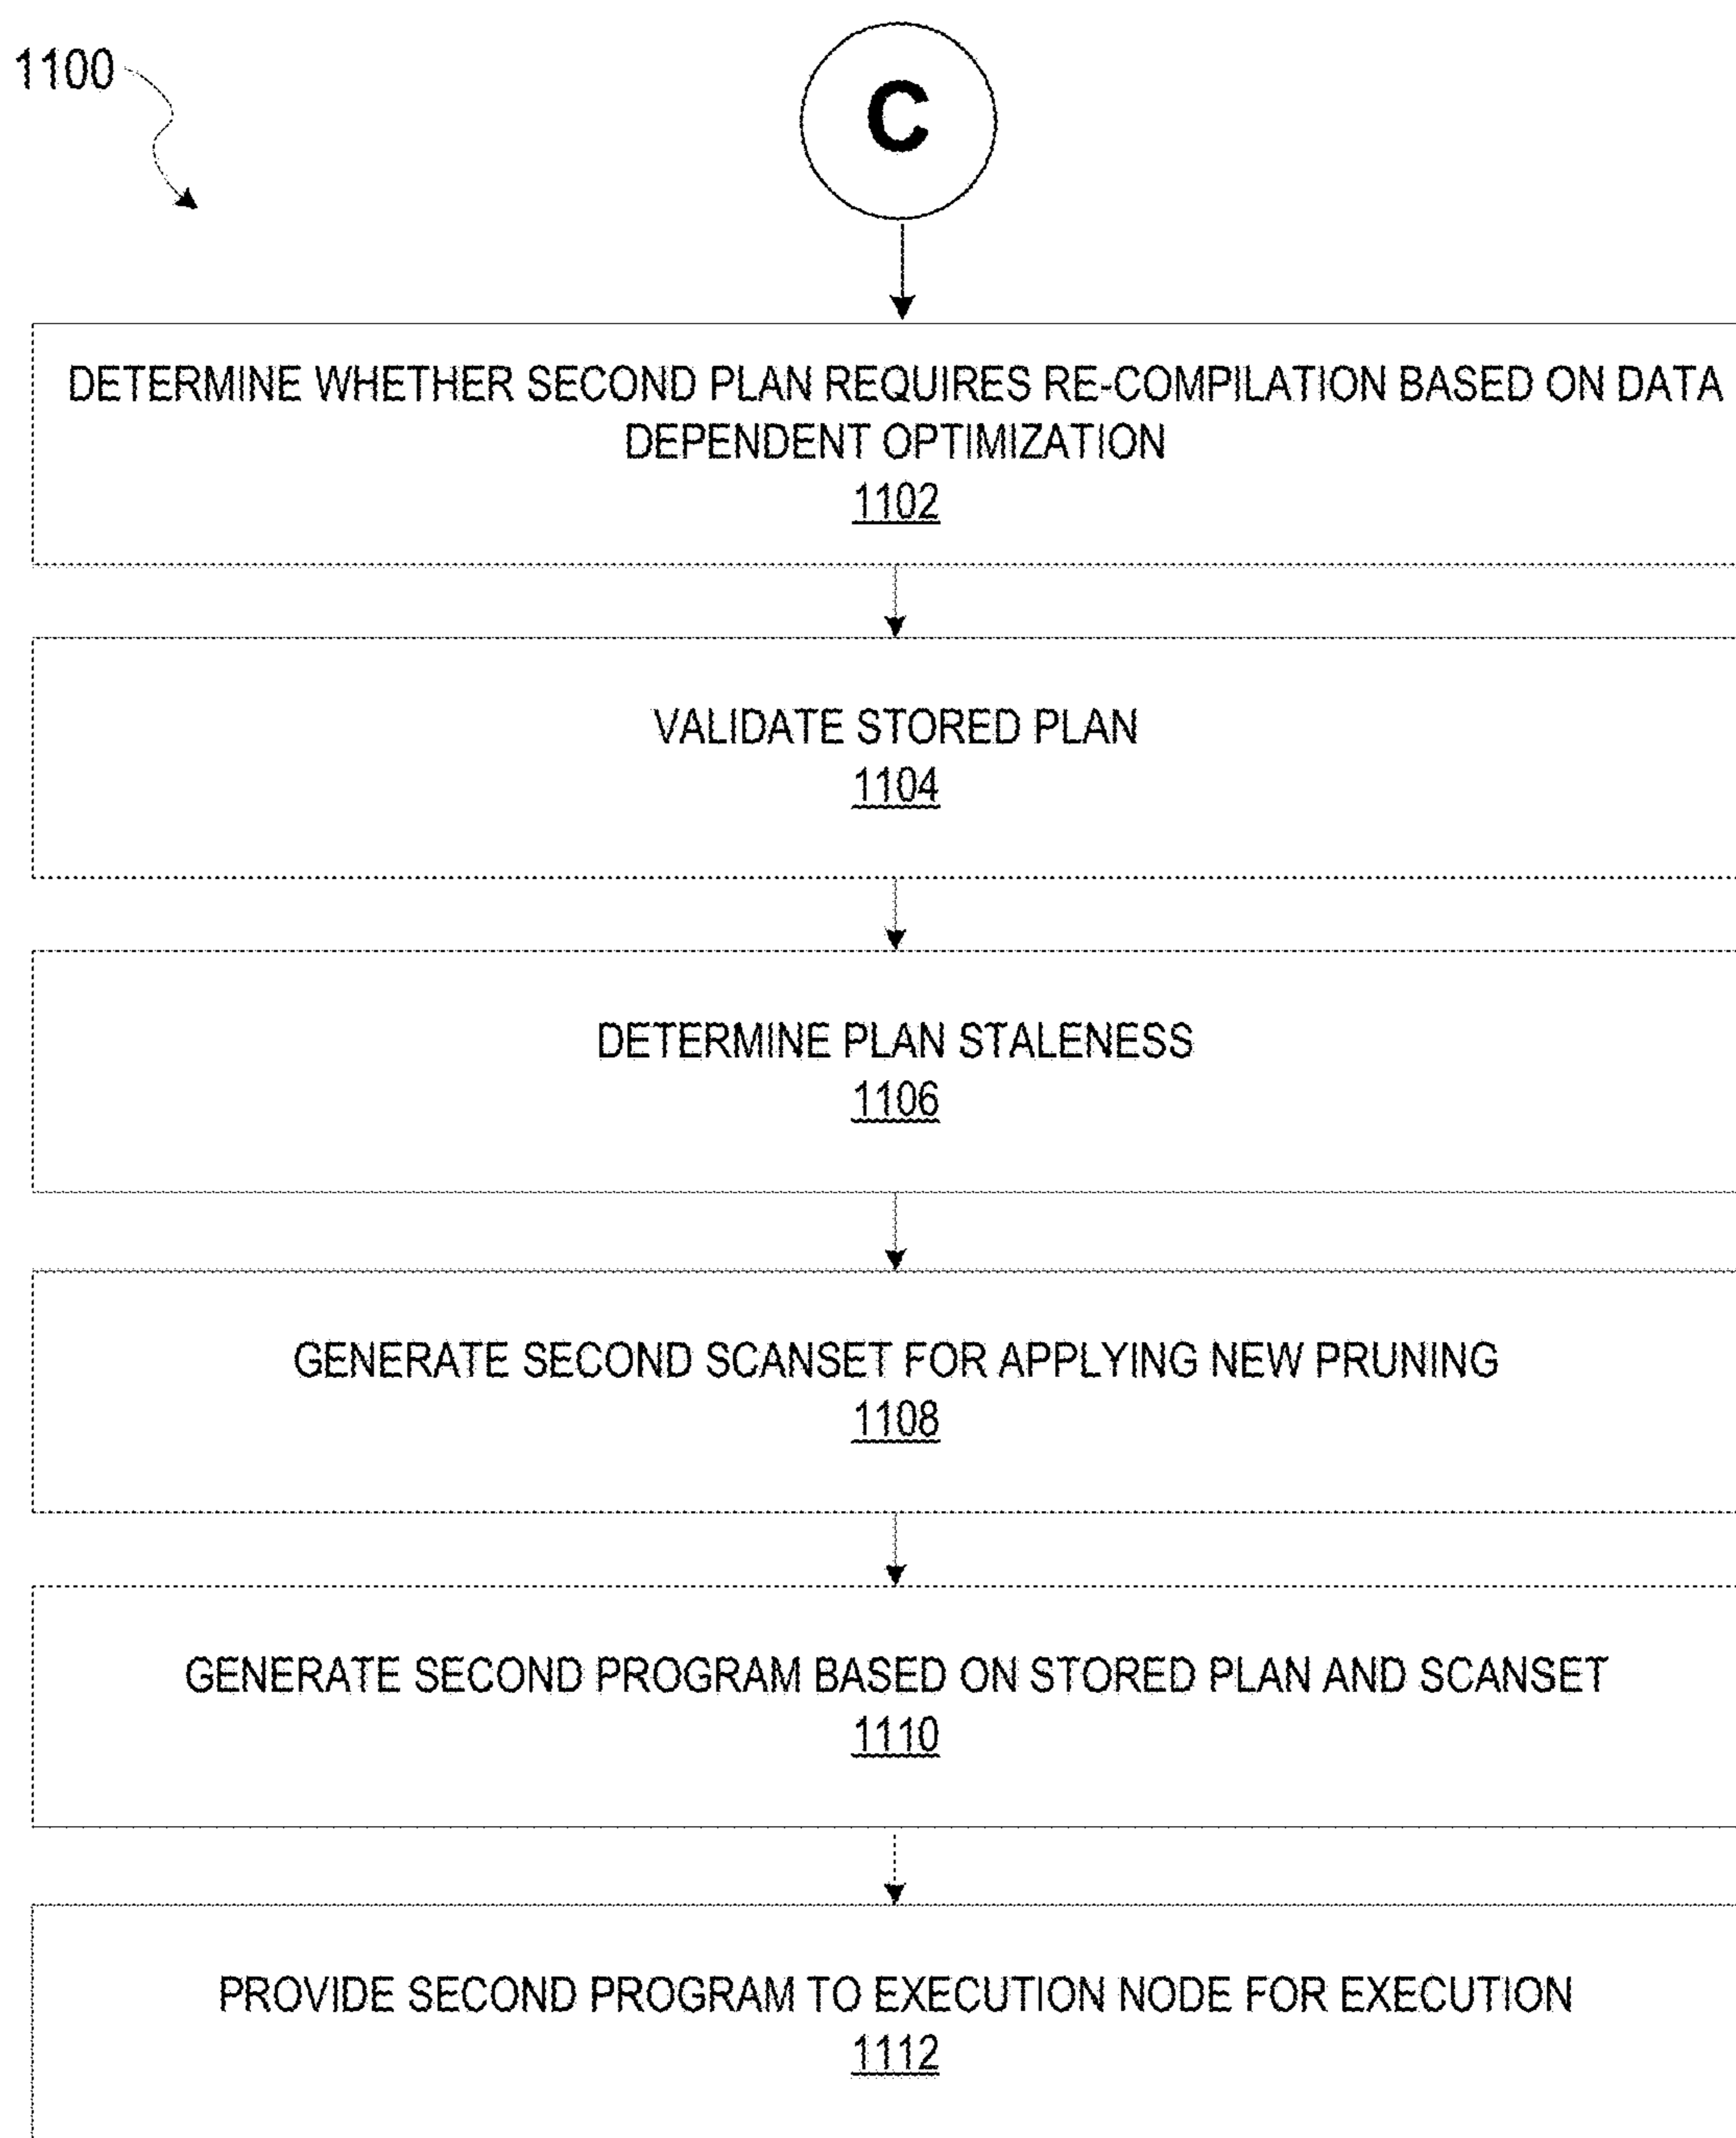 1100
C
DETERMINE WHETHER SECOND PLAN REQUIRES RE-COMPILATION BASED ON DATA
DEPENDENT OPTIMIZATION
1102
VALIDATE STORED PLAN
1104
DETERMINE PLAN STALENESS
1106
GENERATE SECOND SCANSET FOR APPLYING NEW PRUNING
1108
GENERATE SECOND PROGRAM BASED ON STORED PLAN AND SCANSET
1110
PROVIDE SECOND PROGRAM TO EXECUTION NODE FOR EXECUTION
1112